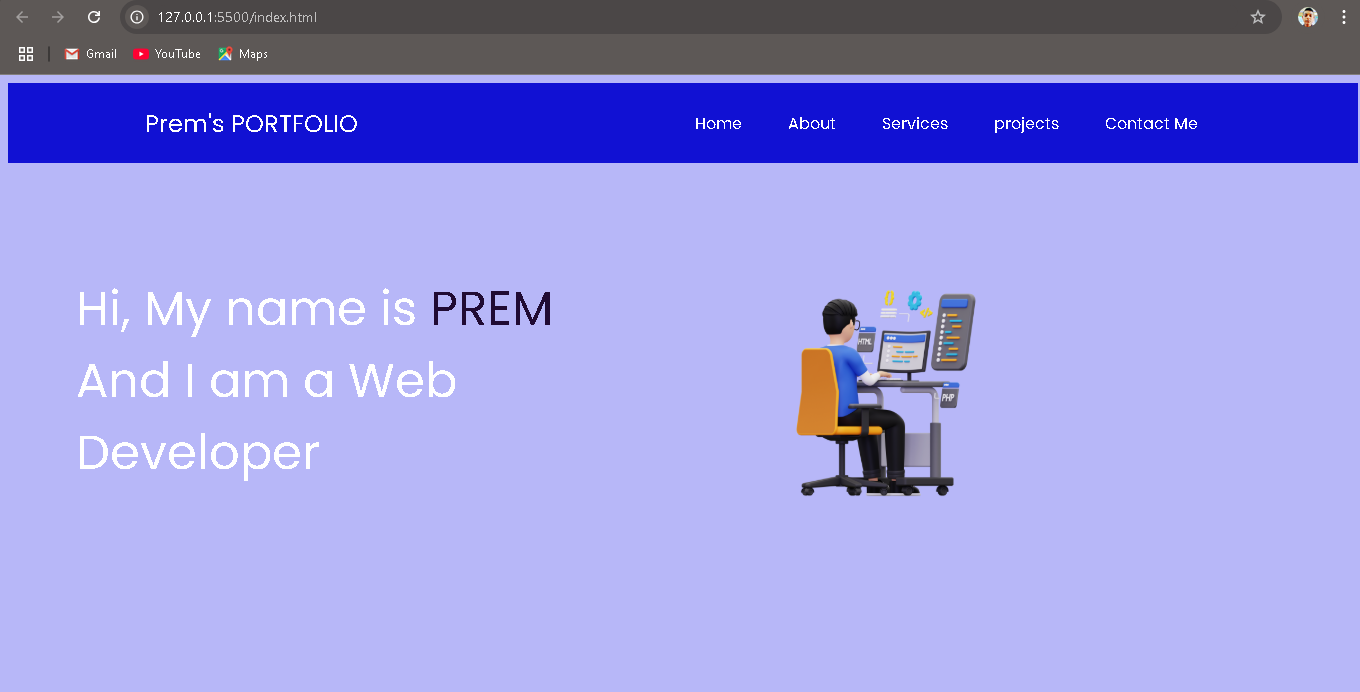 127.0.0.1:5500/index.html
Gmail YouTube Maps
Prem's PORTFOLIO Home About Services projects Contact Me
Hi, My name is PREM
And I am a Web
Developer
HTML
PHP